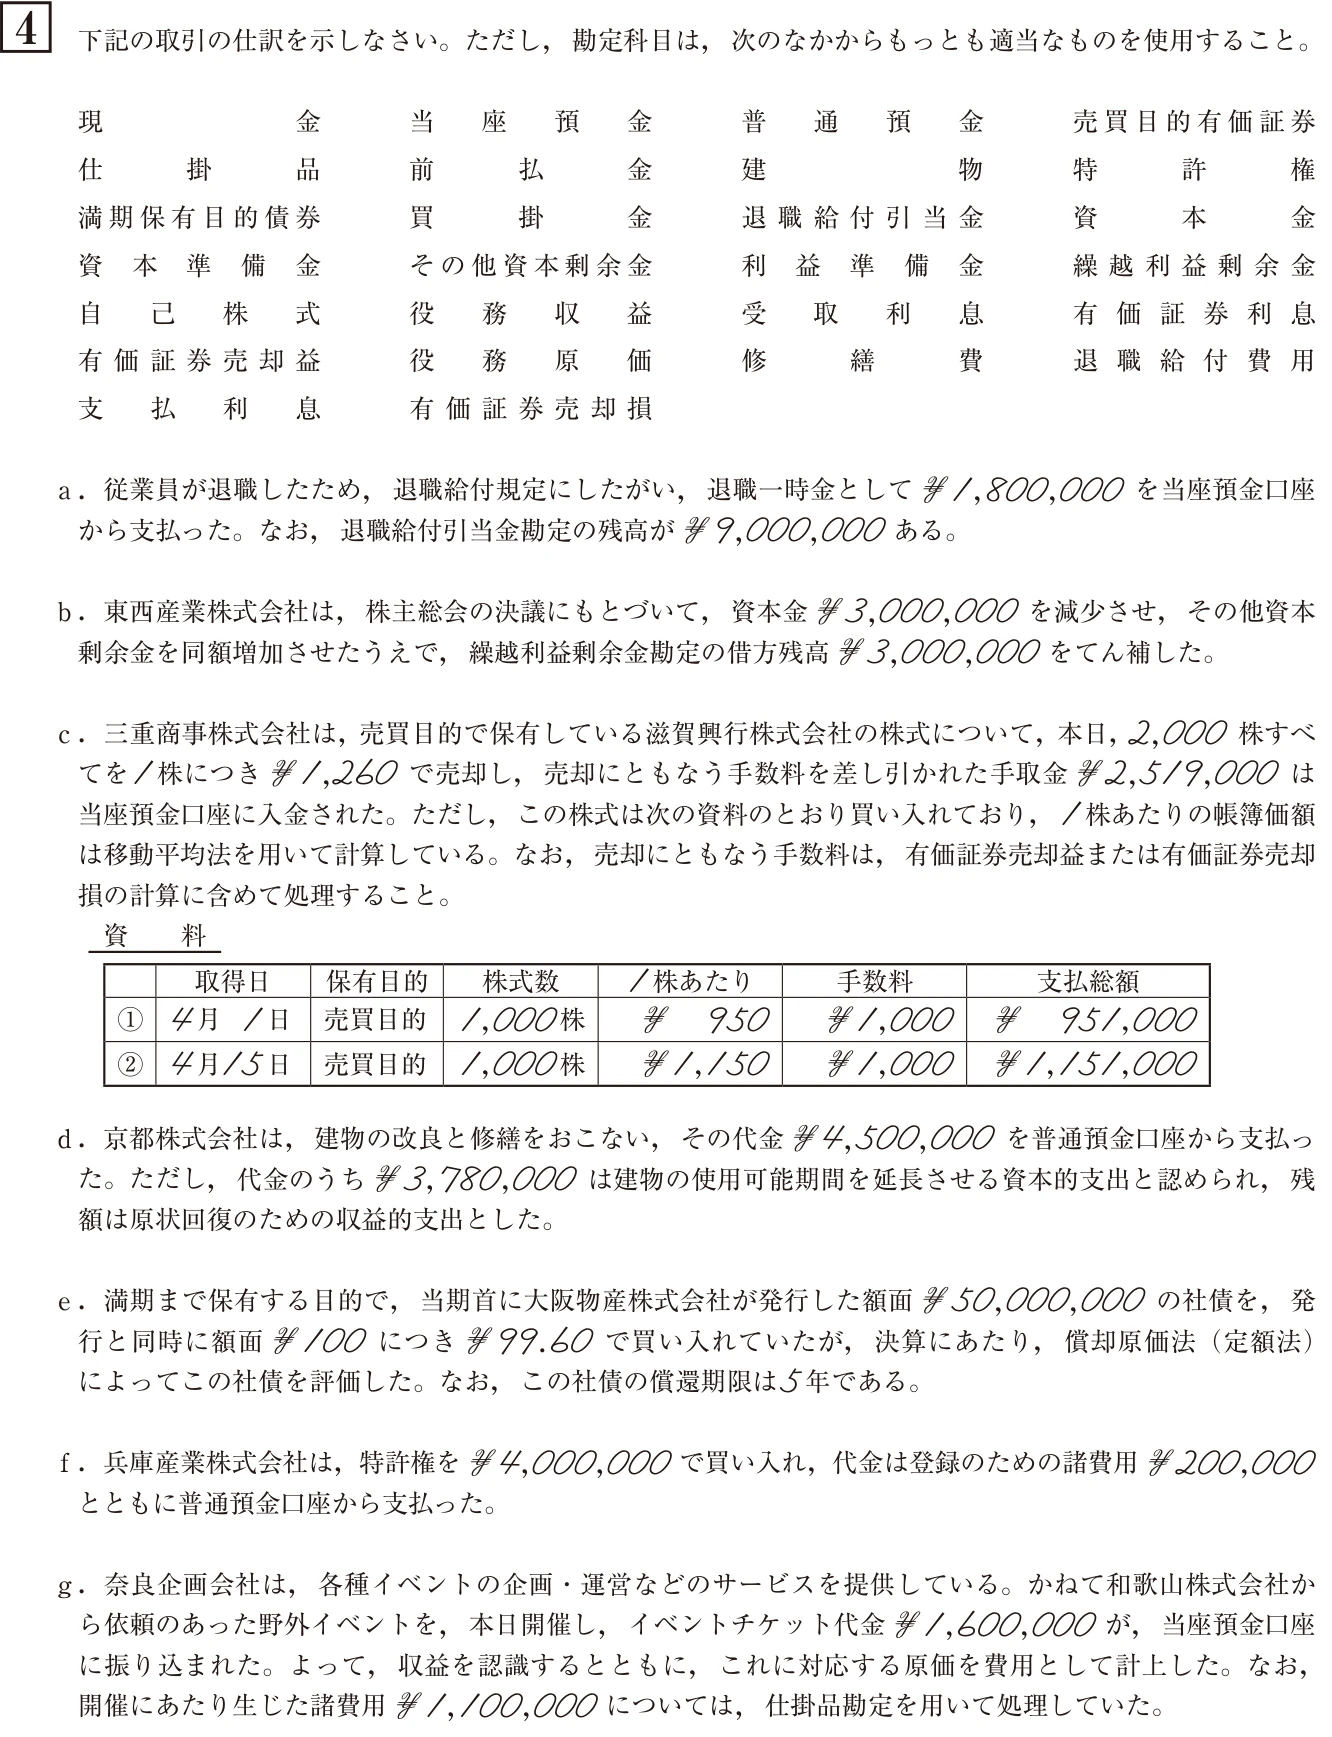 4 下記の取引の仕訳を示しなさい。ただし，勘定科目は，次のなかからもっとも適当なものを使用すること。
現金 当座預金 普通預金 売買目的有価証券
仕掛品 前払金 建物 特許権
満期保有目的債券 買掛金 退職給付引当金 資本金
資本準備金 その他資本剰余金 利益準備金 繰越利益剰余金
自己株式 役務収益 受取利息 有価証券利息
有価証券売却益 役務原価 修繕費 退職給付費用
支払利息 有価証券売却損
a．従業員が退職したため，退職給付規定にしたがい，退職一時金として￥1,800,000 を当座預金口座
から支払った。なお，退職給付引当金勘定の残高が￥9,000,000 ある。
b．東西産業株式会社は，株主総会の決議にもとづいて，資本金￥3,000,000 を減少させ，その他資本
剰余金を同額増加させたうえで，繰越利益剰余金勘定の借方残高￥3,000,000 をてん補した。
c．三重商事株式会社は，売買目的で保有している滋賀興行株式会社の株式について，本日，2,000 株すべ
てを1株につき￥1,260 で売却し，売却にともなう手数料を差し引かれた手取金￥2,519,000 は
当座預金口座に入金された。ただし，この株式は次の資料のとおり買い入れており，1株あたりの帳簿価額
は移動平均法を用いて計算している。なお，売却にともなう手数料は，有価証券売却益または有価証券売却
損の計算に含めて処理すること。
資料
取得日 保有目的 株式数 1株あたり 手数料 支払総額
① 4月 1日 売買目的 1,000株 ￥ 950 ￥1,000 ￥ 951,000
② 4月15日 売買目的 1,000株 ￥1,150 ￥1,000 ￥1,151,000
d．京都株式会社は，建物の改良と修繕をおこない，その代金￥4,500,000 を普通預金口座から支払っ
た。ただし，代金のうち￥3,780,000 は建物の使用可能期間を延長させる資本的支出と認められ，残
額は原状回復のための収益的支出とした。
e．満期まで保有する目的で，当期首に大阪物産株式会社が発行した額面￥50,000,000 の社債を，発
行と同時に額面￥100 につき￥99.60 で買い入れていたが，決算にあたり，償却原価法（定額法）
によってこの社債を評価した。なお，この社債の償還期限は5年である。
f．兵庫産業株式会社は，特許権を￥4,000,000 で買い入れ，代金は登録のための諸費用￥200,000
とともに普通預金口座から支払った。
g．奈良企画会社は，各種イベントの企画・運営などのサービスを提供している。かねて和歌山株式会社か
ら依頼のあった野外イベントを，本日開催し，イベントチケット代金￥1,600,000 が，当座預金口座
に振り込まれた。よって，収益を認識するとともに，これに対応する原価を費用として計上した。なお，
開催にあたり生じた諸費用￥1,100,000 については，仕掛品勘定を用いて処理していた。